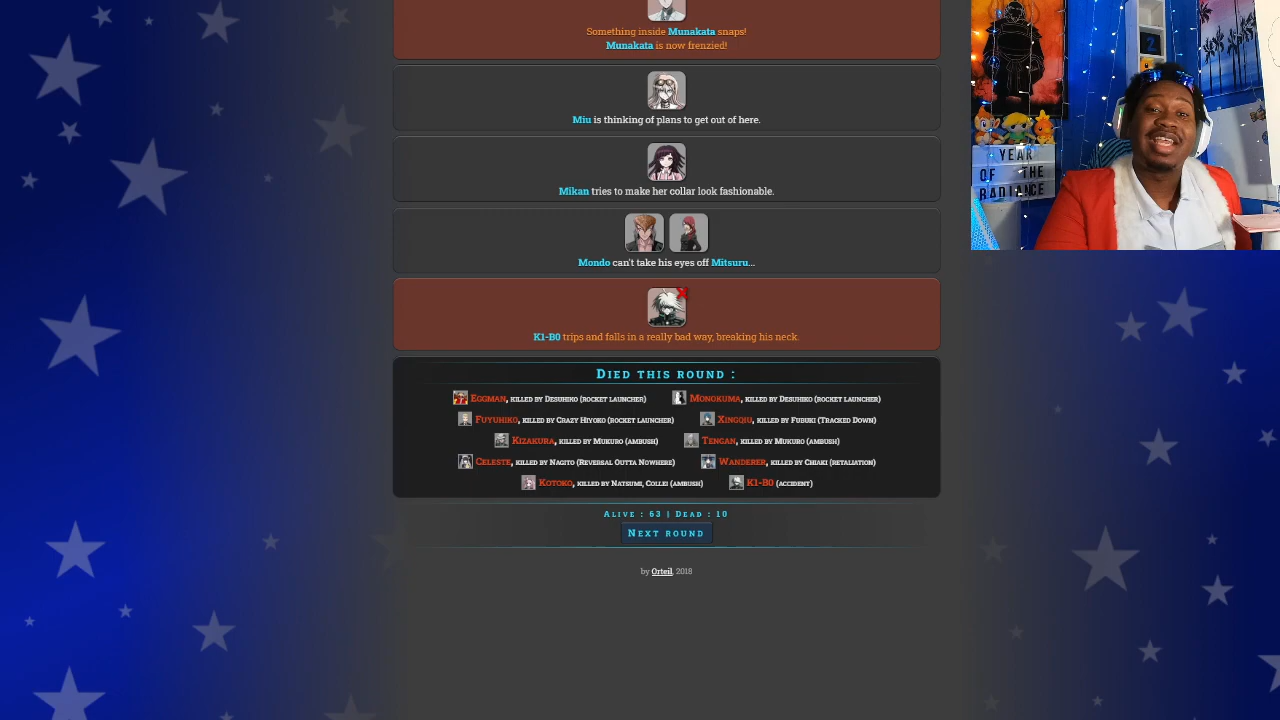 Something inside Munakata snaps!
Munakata is now frenzied!
Miu is thinking of plans to get out of here.
Mikan tries to make her collar look fashionable.
Mondo can't take his eyes off Mitsuru...
K1-B0 trips and falls in a really bad way, breaking his neck.
Died this round :
Eggman, killed by Desuhiko (rocket launcher) Monokuma, killed by Desuhiko (rocket launcher)
Fuyuhiko, killed by Crazy Hiyoko (rocket launcher) Xingqiu, killed by Fubuki (Tracked Down)
Kizakura, killed by Mukuro (ambush) Tengan, killed by Mukuro (ambush)
Celeste, killed by Nagito (Reversal Outta Nowhere) Wanderer, killed by Chiaki (retaliation)
Kotoko, killed by Natsumi, Collei (ambush) K1-B0 (accident)
Alive : 63 | Dead : 10
Next round
by Orteil, 2018
2
YEAR
OF THE
RADIANCE